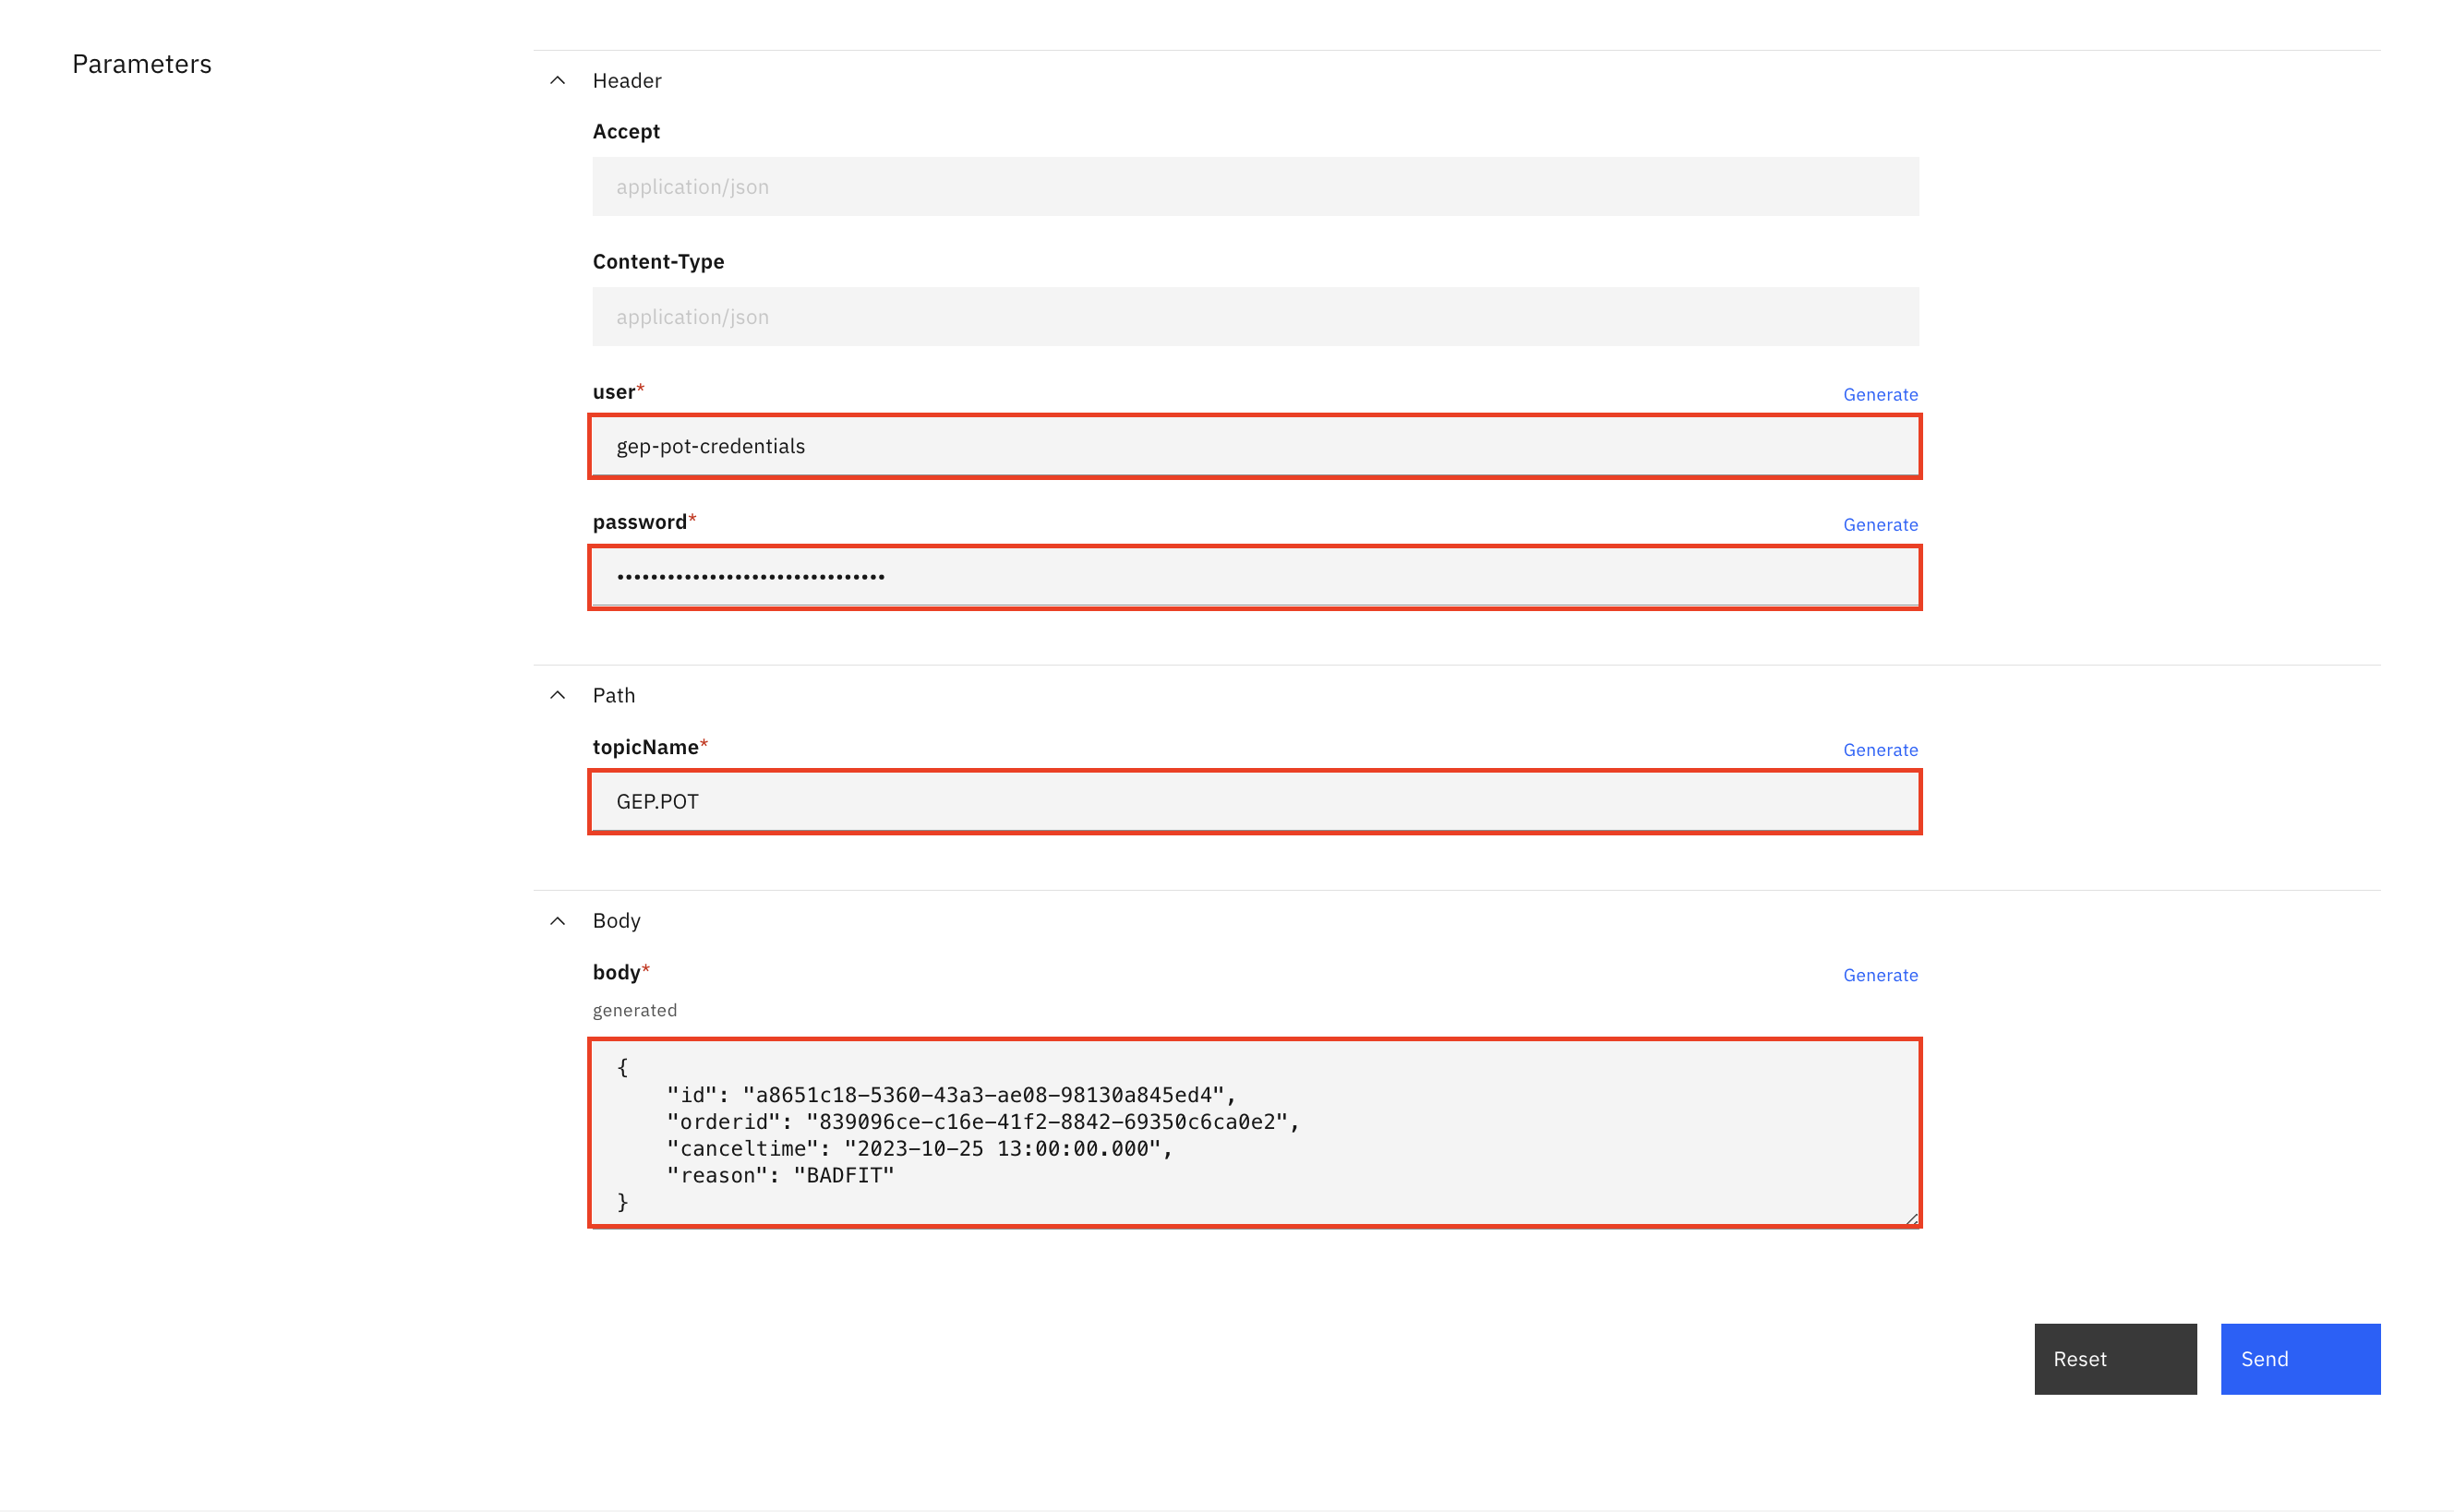 Parameters
Header
Accept
application/json
Content-Type
application/json
user*
Generate
gep-pot-credentials
password*
Generate
••••••••••••••••••••••••••••••••
Path
topicName*
Generate
GEP.POT
Body
body*
Generate
generated
{
    "id": "a8651c18-5360-43a3-ae08-98130a845ed4",
    "orderid": "839096ce-c16e-41f2-8842-69350c6ca0e2",
    "canceltime": "2023-10-25 13:00:00.000",
    "reason": "BADFIT"
}
Reset
Send